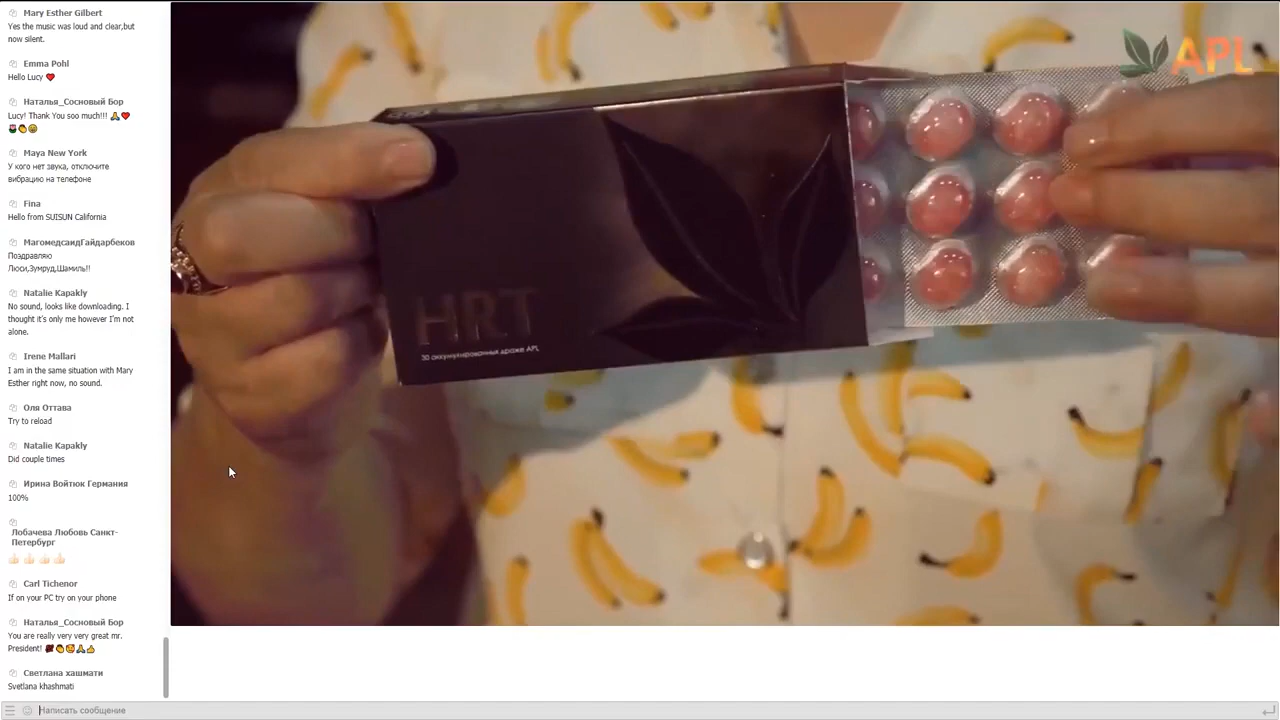 Mary Esther Gilbert
Yes the music was loud and clear,but
now silent.
Emma Pohl
Hello Lucy ❤️
Наталья_Сосновый Бор
Lucy! Thank You soo much!!! 🙏❤️
🌷👏😀
Maya New York
У кого нет звука, отключите
вибрацию на телефоне
Fina
Hello from SUISUN California
МагомедсаидГайдарбеков
Поздравляю
Люси,Зумруд,Шамиль!!
Natalie Kapakly
No sound, looks like downloading. I
thought it's only me however I'm not
alone.
Irene Mallari
I am in the same situation with Mary
Esther right now, no sound.
Оля Оттава
Try to reload
Natalie Kapakly
Did couple times
Ирина Войтюк Германия
100%
Лобачева Любовь Санкт-
Петербург
👍🏻👍🏻👍🏻👍🏻
Carl Tichenor
If on your PC try on your phone
Наталья_Сосновый Бор
You are really very very great mr.
President! 🌹👏🥰🙏👍
Светлана хашмати
Svetlana khashmati
Написать сообщение
APL
HRT
30 аккумулированных драже APL